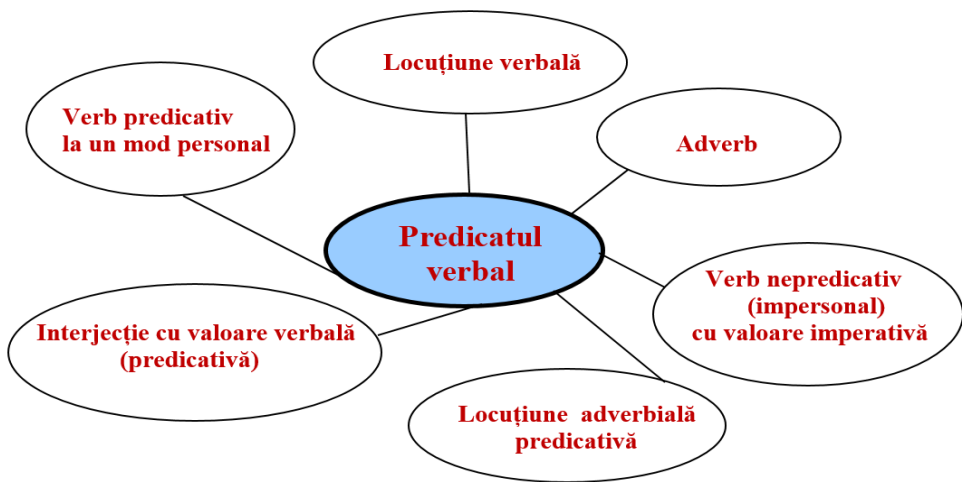 Locuțiune verbală
Verb predicativ
la un mod personal
Adverb
Predicatul
verbal
Verb nepredicativ
(impersonal)
cu valoare imperativă
Interjecție cu valoare verbală
(predicativă)
Locuțiune adverbială
predicativă